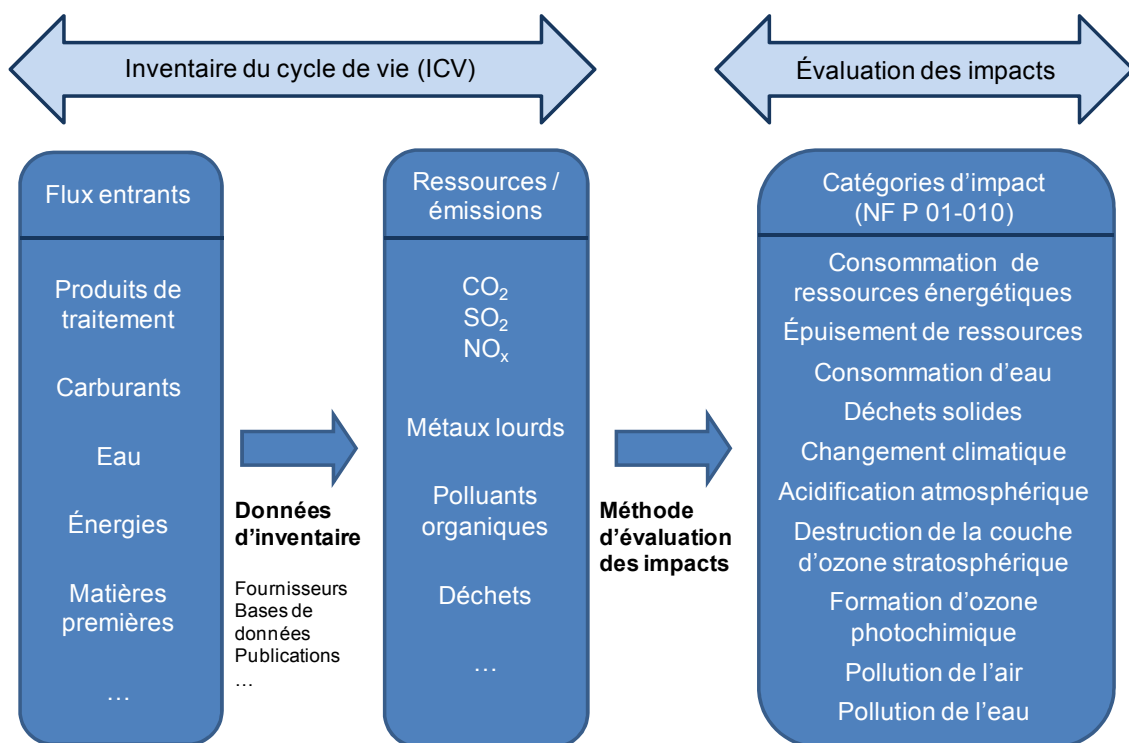 Inventaire du cycle de vie (ICV)
Évaluation des impacts
Flux entrants
Produits de
traitement
Carburants
Eau
Énergies
Matières
premières
…
Données
d’inventaire
Fournisseurs
Bases de
données
Publications
…
Ressources /
émissions
CO₂
SO₂
NOₓ
Métaux lourds
Polluants
organiques
Déchets
…
Méthode
d’évaluation
des impacts
Catégories d’impact
(NF P 01-010)
Consommation de
ressources énergétiques
Épuisement de ressources
Consommation d’eau
Déchets solides
Changement climatique
Acidification atmosphérique
Destruction de la couche
d’ozone stratosphérique
Formation d’ozone
photochimique
Pollution de l’air
Pollution de l’eau